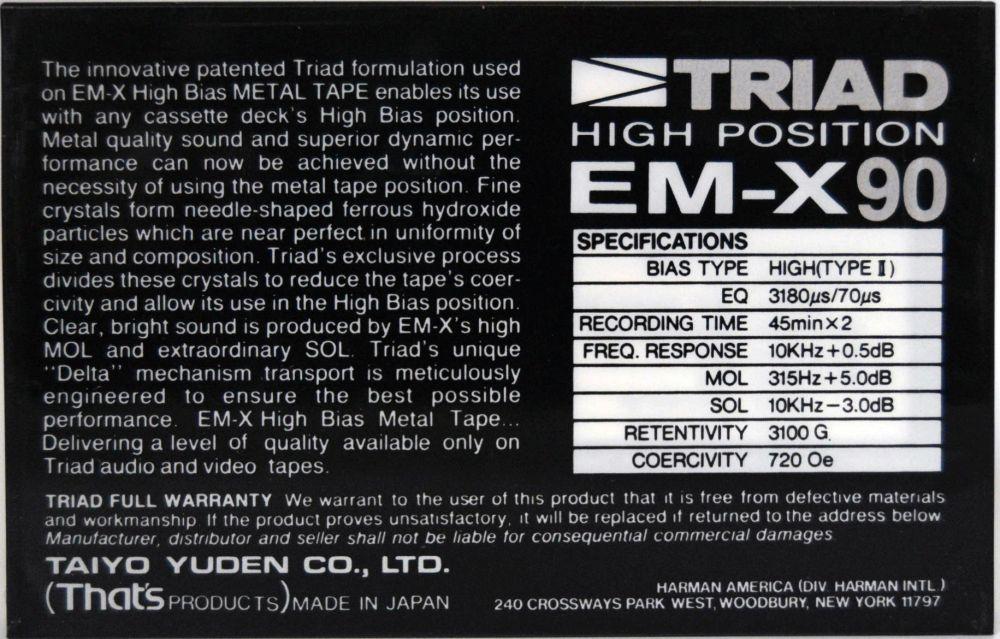 The innovative patented Triad formulation used
on EM-X High Bias METAL TAPE enables its use
with any cassette deck's High Bias position.
Metal quality sound and superior dynamic per-
formance can now be achieved without the
necessity of using the metal tape position. Fine
crystals form needle-shaped ferrous hydroxide
particles which are near perfect in uniformity of
size and composition. Triad's exclusive process
divides these crystals to reduce the tape's coer-
civity and allow its use in the High Bias position.
Clear, bright sound is produced by EM-X's high
MOL and extraordinary SOL. Triad's unique
"Delta" mechanism transport is meticulously
engineered to ensure the best possible
performance. EM-X High Bias Metal Tape...
Delivering a level of quality available only on
Triad audio and video tapes.
TRIAD
HIGH POSITION
EM-X90
SPECIFICATIONS
BIAS TYPE HIGH(TYPE II)
EQ 3180μs/70μs
RECORDING TIME 45min×2
FREQ. RESPONSE 10KHz+0.5dB
MOL 315Hz+5.0dB
SOL 10KHz−3.0dB
RETENTIVITY 3100 G.
COERCIVITY 720 Oe
TRIAD FULL WARRANTY We warrant to the user of this product that it is free from defective materials
and workmanship. If the product proves unsatisfactory, it will be replaced if returned to the address below.
Manufacturer, distributor and seller shall not be liable for consequential commercial damages
TAIYO YUDEN CO., LTD.
(That's PRODUCTS) MADE IN JAPAN
HARMAN AMERICA (DIV. HARMAN INTL.)
240 CROSSWAYS PARK WEST, WOODBURY, NEW YORK 11797